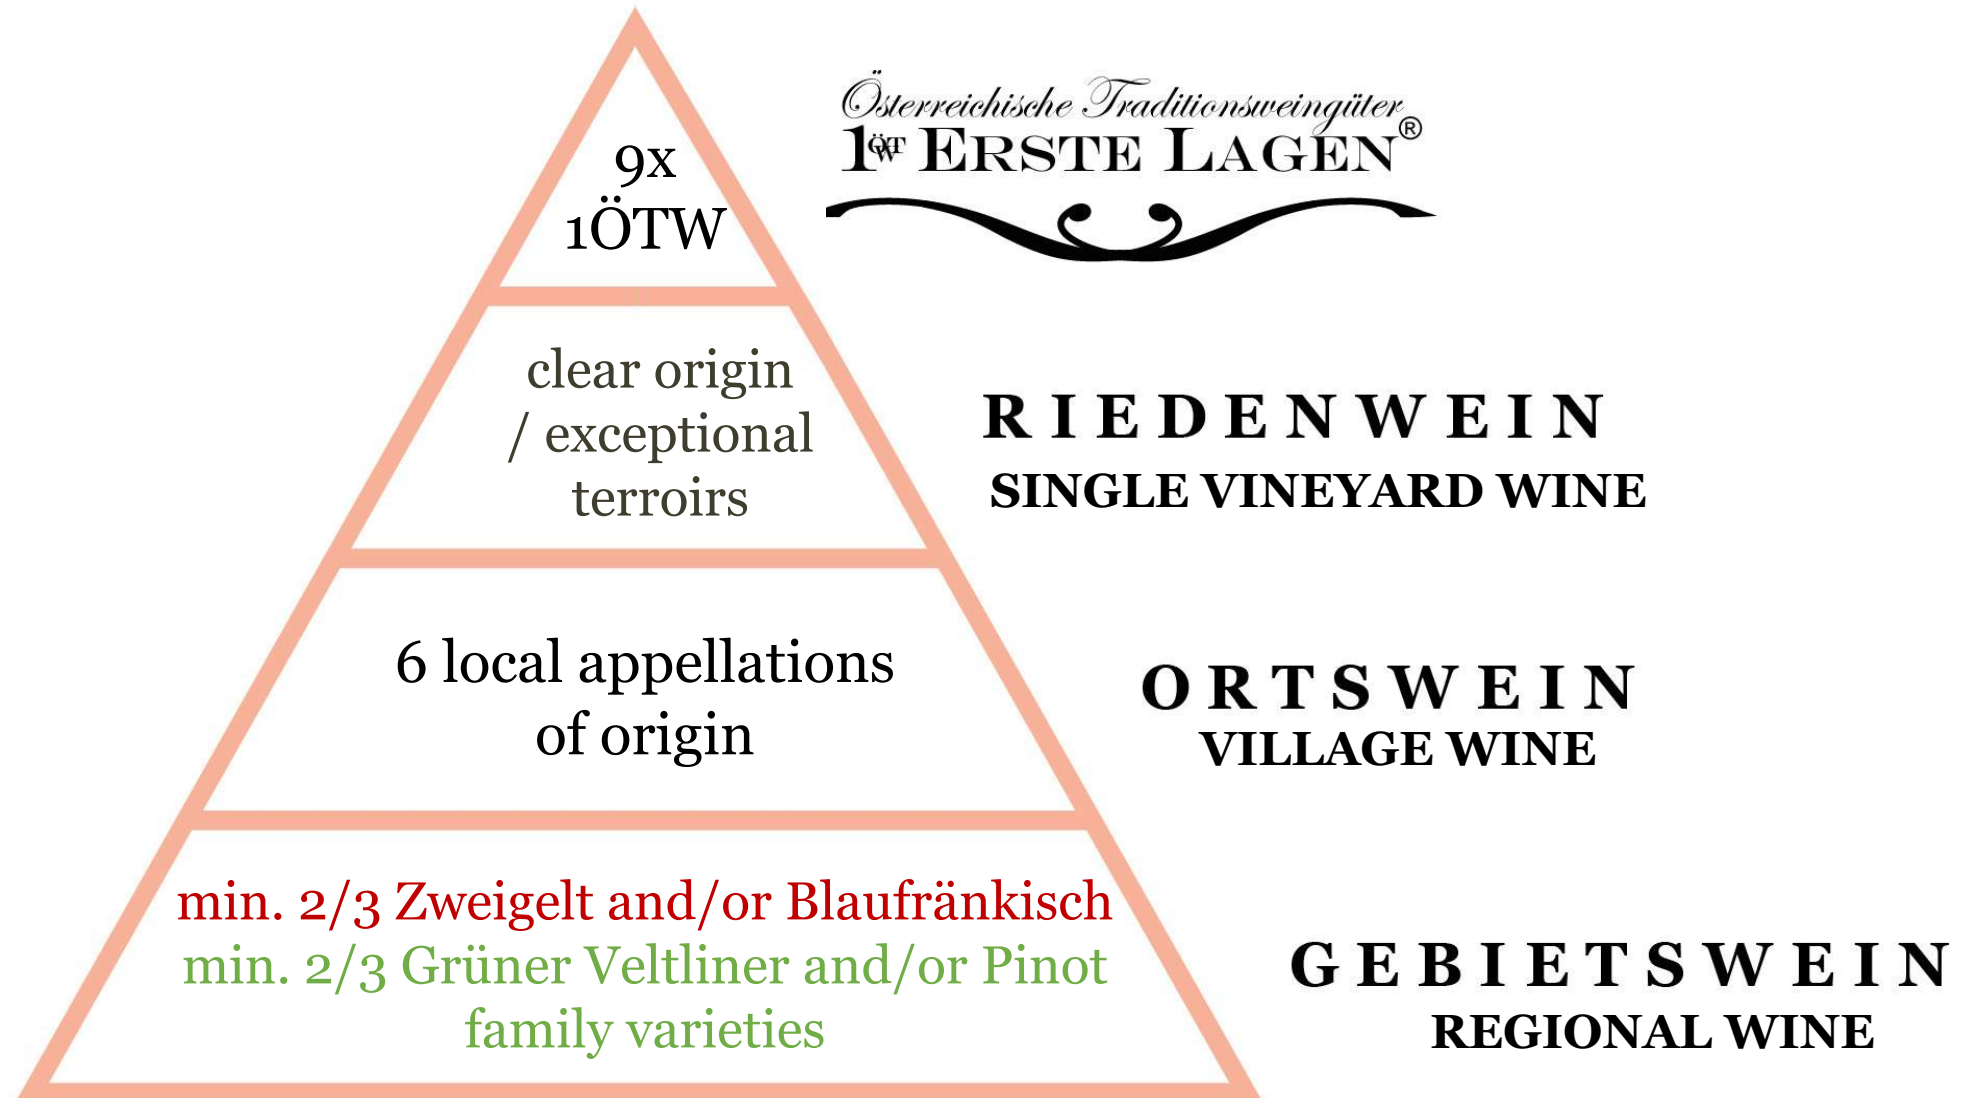 Österreichische Traditionsweingüter
1ÖTW ERSTE LAGEN®
9x
1ÖTW
clear origin
/ exceptional
terroirs
RIEDENWEIN
SINGLE VINEYARD WINE
6 local appellations
of origin
ORTSWEIN
VILLAGE WINE
min. 2/3 Zweigelt and/or Blaufränkisch
min. 2/3 Grüner Veltliner and/or Pinot
family varieties
GEBIETSWEIN
REGIONAL WINE